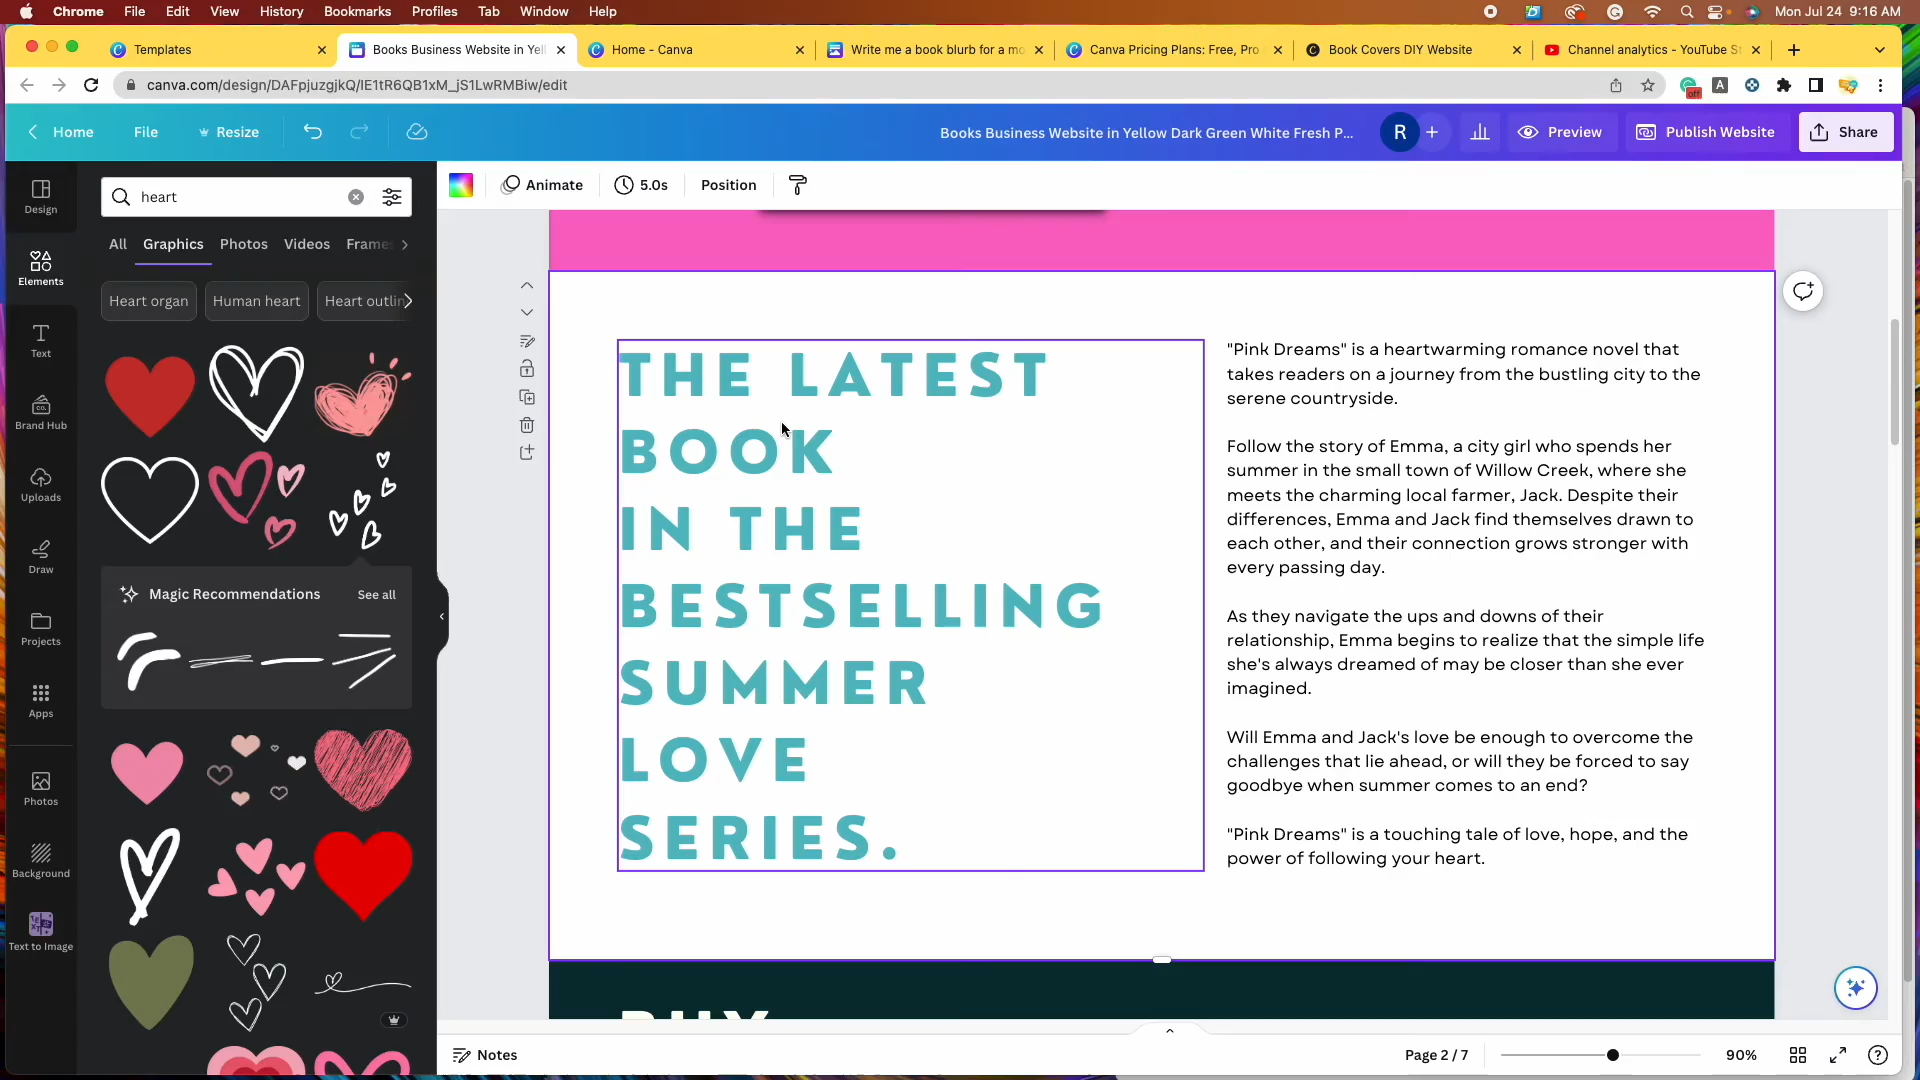 Chrome File Edit View History Bookmarks Profiles Tab Window Help Mon Jul 24 9:16 AM
Templates
Books Business Website in Yel
Home - Canva
Write me a book blurb for a mo
Canva Pricing Plans: Free, Pro
Book Covers DIY Website
Channel analytics - YouTube St
canva.com/design/DAFpjuzgjkQ/IE1tR6QB1xM_jS1LwRMBiw/edit
off
A
Home File Resize
Books Business Website in Yellow Dark Green White Fresh P...
R
+
Preview
Publish Website
Share
Animate
5.0s
Position
Design
Elements
Text
Brand Hub
Uploads
Draw
Projects
Apps
Photos
Background
Text to Image
heart
All Graphics Photos Videos Frames
Heart organ
Human heart
Heart outlin
Magic Recommendations
See all
THE LATEST
BOOK
IN THE
BESTSELLING
SUMMER
LOVE
SERIES.
"Pink Dreams" is a heartwarming romance novel that
takes readers on a journey from the bustling city to the
serene countryside.
Follow the story of Emma, a city girl who spends her
summer in the small town of Willow Creek, where she
meets the charming local farmer, Jack. Despite their
differences, Emma and Jack find themselves drawn to
each other, and their connection grows stronger with
every passing day.
As they navigate the ups and downs of their
relationship, Emma begins to realize that the simple life
she's always dreamed of may be closer than she ever
imagined.
Will Emma and Jack's love be enough to overcome the
challenges that lie ahead, or will they be forced to say
goodbye when summer comes to an end?
"Pink Dreams" is a touching tale of love, hope, and the
power of following your heart.
BUY
Notes
Page 2 / 7
90%